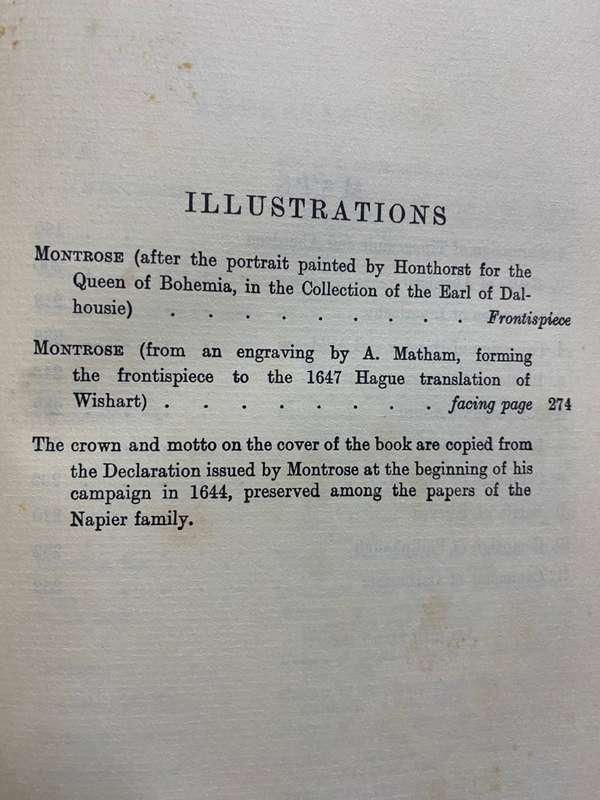 ILLUSTRATIONS
MONTROSE (after the portrait painted by Honthorst for the
Queen of Bohemia, in the Collection of the Earl of Dal-
housie) . . . . . . . . . Frontispiece
MONTROSE (from an engraving by A. Matham, forming
the frontispiece to the 1647 Hague translation of
Wishart) . . . . . . . . facing page 274
The crown and motto on the cover of the book are copied from
the Declaration issued by Montrose at the beginning of his
campaign in 1644, preserved among the papers of the
Napier family.